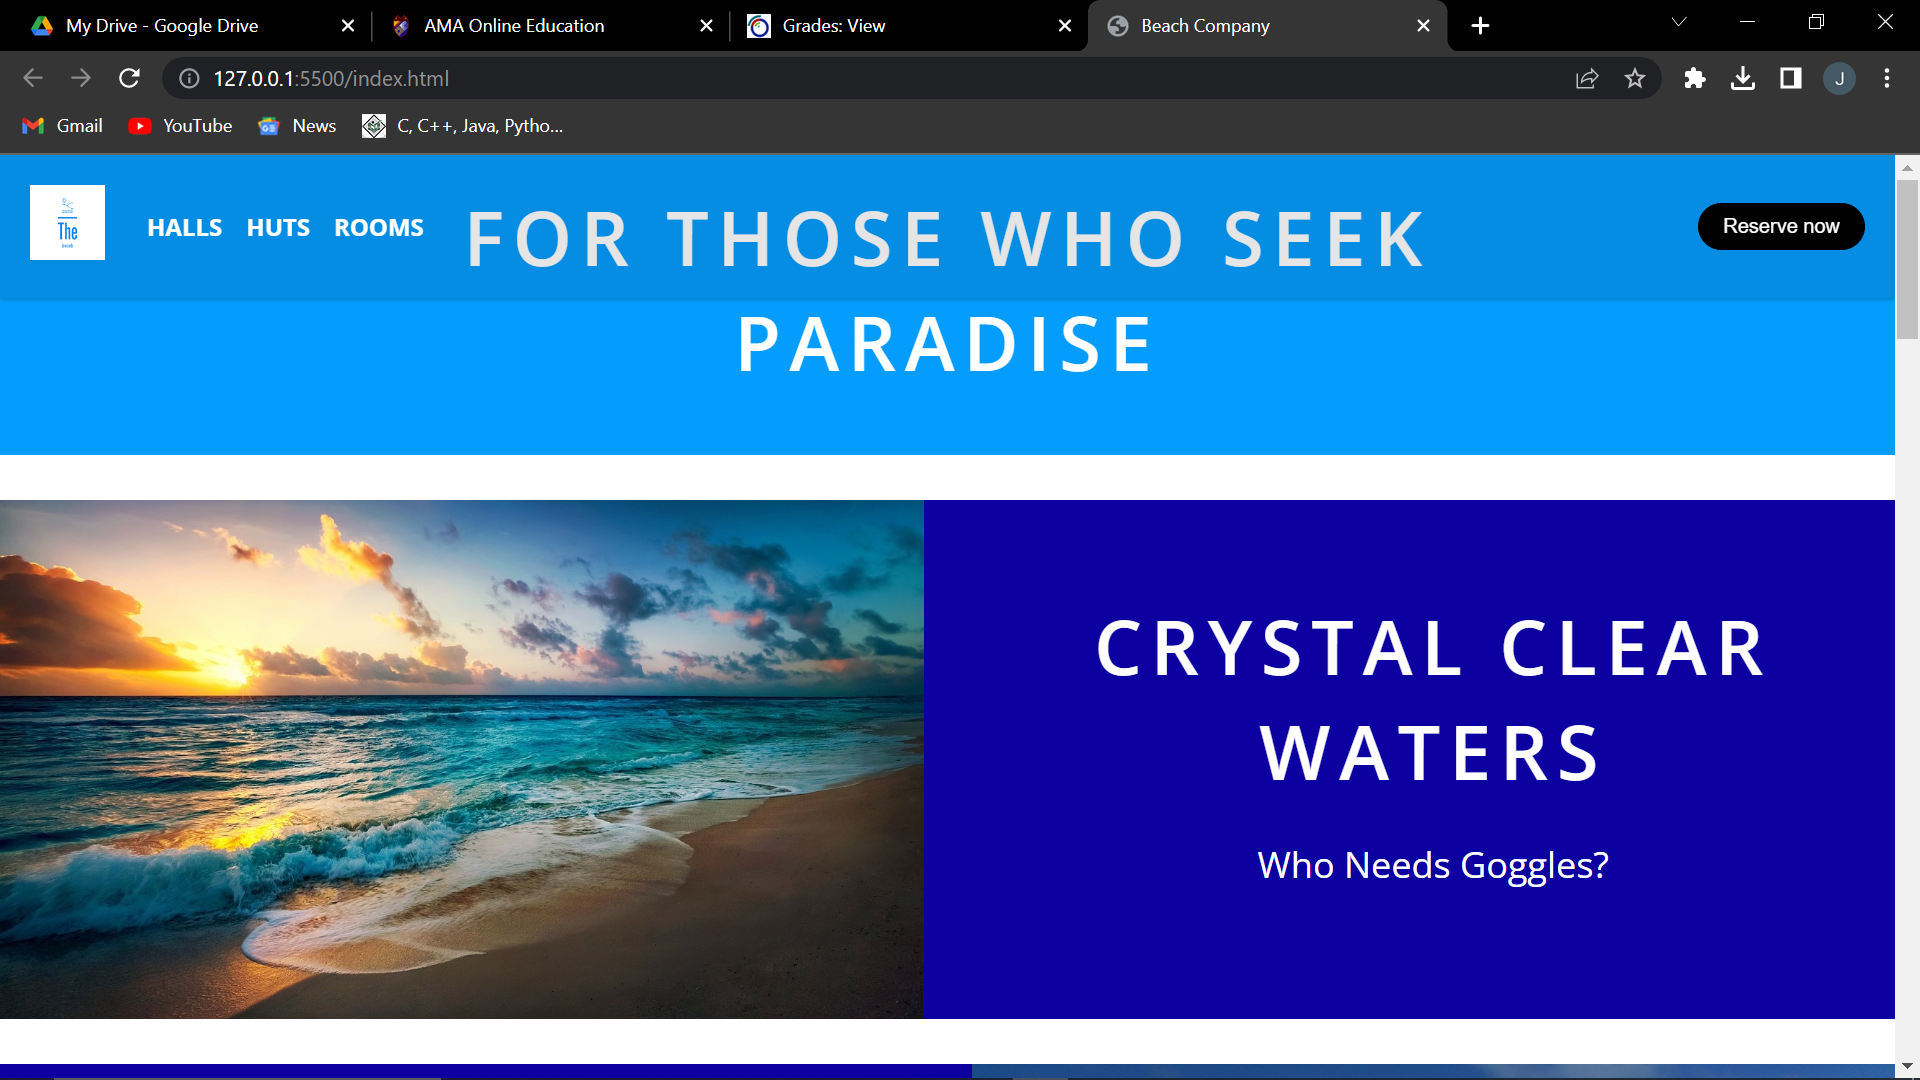 My Drive - Google Drive
AMA Online Education
Grades: View
Beach Company
127.0.0.1:5500/index.html
J
Gmail
YouTube
News
C, C++, Java, Pytho...
The
HALLS
HUTS
ROOMS
FOR THOSE WHO SEEK
PARADISE
Reserve now
CRYSTAL CLEAR
WATERS
Who Needs Goggles?